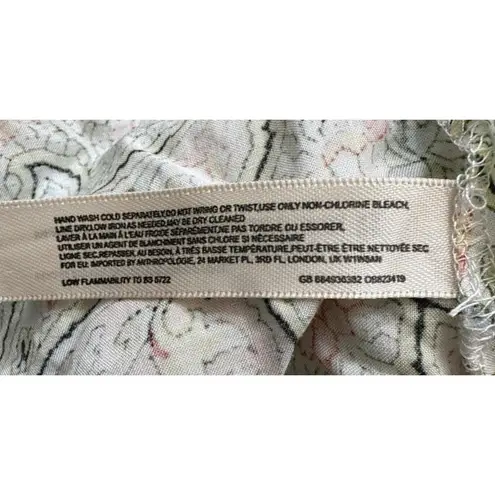 HAND WASH COLD SEPARATELY.DO NOT WRING OR TWIST.USE ONLY NON-CHLORINE BLEACH,
LINE DRY.LOW IRON AS NEEDED.MAY BE DRY CLEANED
LAVER À LA MAIN À L'EAU FROIDE SÉPARÉMENT.NE PAS TORDRE OU ESSORER,
UTILISER UN AGENT DE BLANCHIMENT SANS CHLORE SI NÉCESSAIRE
LIGNE SEC.REPASSER, AU BESOIN, À TRÈS BASSE TEMPÉRATURE.PEUT-ÊTRE ÊTRE NETTOYÉE SEC
FOR EU: IMPORTED BY ANTHROPOLOGIE, 24 MARKET PL, 3RD FL, LONDON, UK W1W8AN
LOW FLAMMABILITY TO BS 5722 GB 884936382 OB823419